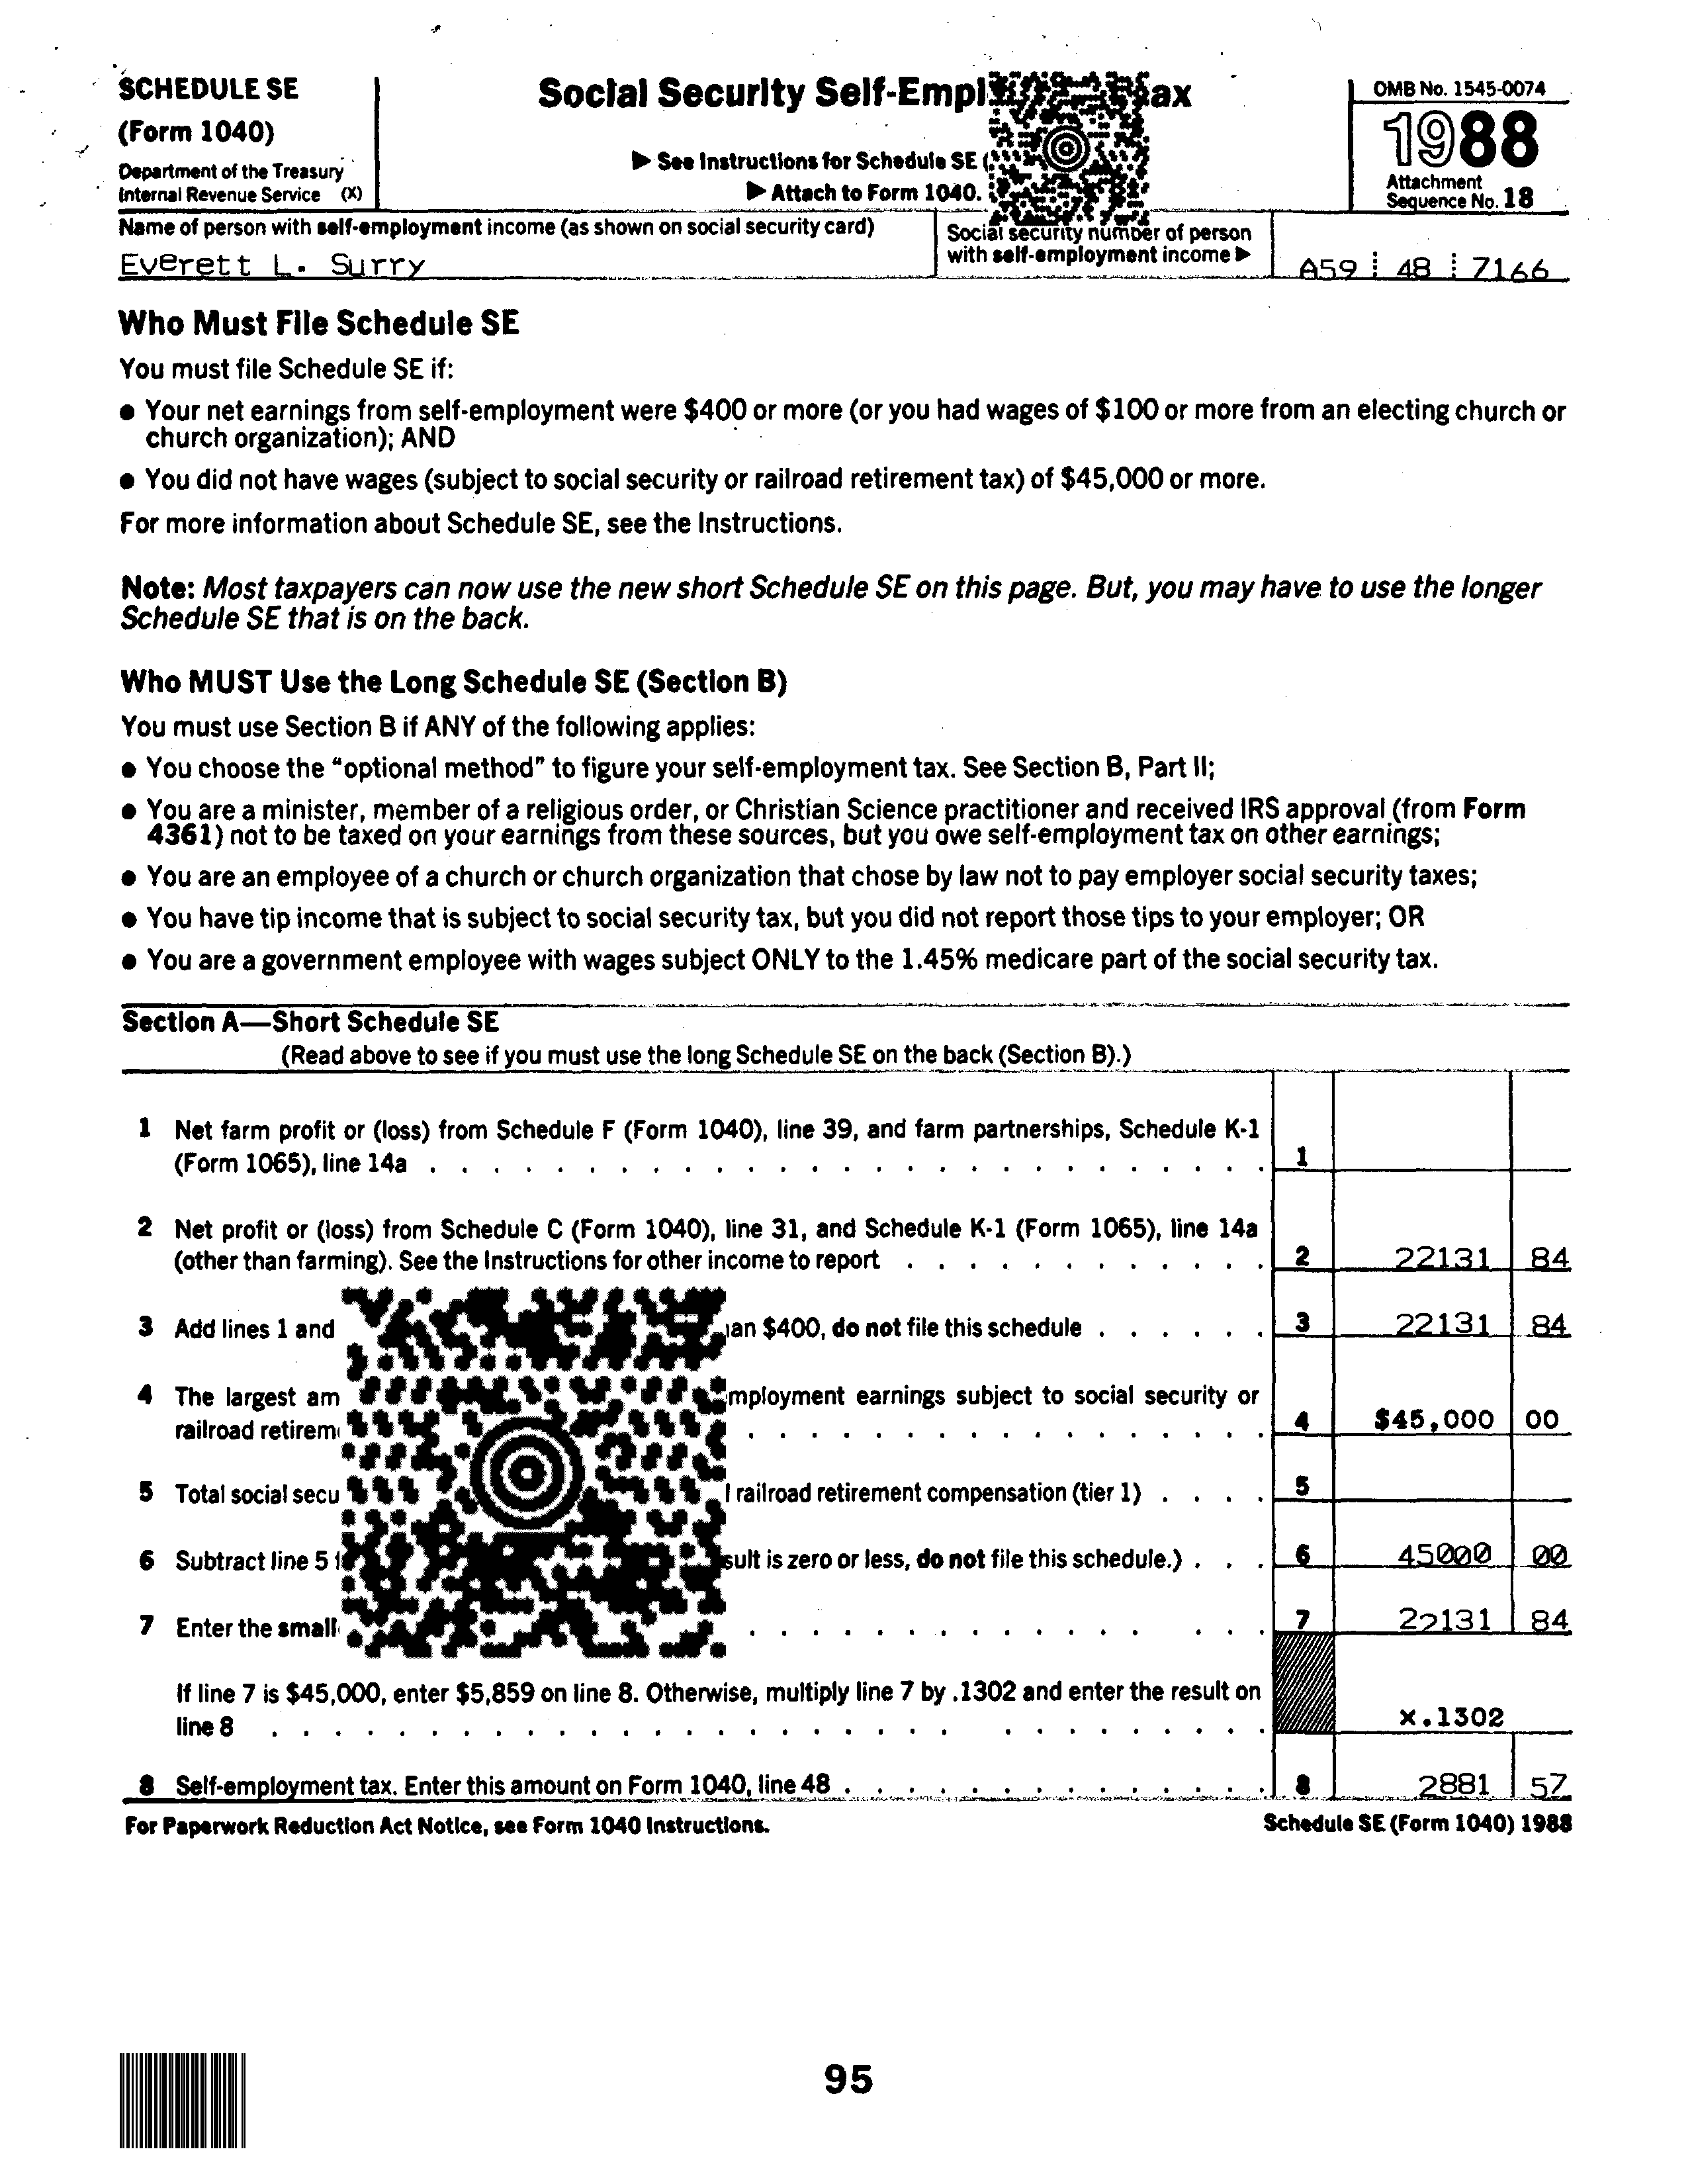 SCHEDULE SE
(Form 1040)
Department of the Treasury
Internal Revenue Service (X)
Social Security Self-Empl ax
▶ See Instructions for Schedule SE (
▶ Attach to Form 1040.
OMB No. 1545-0074
1988
Attachment
Sequence No. 18
Name of person with self-employment income (as shown on social security card)
Everett L. Surry
Social security number of person
with self-employment income ▶
A59 48 7166
Who Must File Schedule SE
You must file Schedule SE if:
● Your net earnings from self-employment were $400 or more (or you had wages of $100 or more from an electing church or
church organization); AND
● You did not have wages (subject to social security or railroad retirement tax) of $45,000 or more.
For more information about Schedule SE, see the Instructions.
Note: Most taxpayers can now use the new short Schedule SE on this page. But, you may have to use the longer
Schedule SE that is on the back.
Who MUST Use the Long Schedule SE (Section B)
You must use Section B if ANY of the following applies:
● You choose the "optional method" to figure your self-employment tax. See Section B, Part II;
● You are a minister, member of a religious order, or Christian Science practitioner and received IRS approval (from Form
4361) not to be taxed on your earnings from these sources, but you owe self-employment tax on other earnings;
● You are an employee of a church or church organization that chose by law not to pay employer social security taxes;
● You have tip income that is subject to social security tax, but you did not report those tips to your employer; OR
● You are a government employee with wages subject ONLY to the 1.45% medicare part of the social security tax.
Section A—Short Schedule SE
(Read above to see if you must use the long Schedule SE on the back (Section B).)
1 Net farm profit or (loss) from Schedule F (Form 1040), line 39, and farm partnerships, Schedule K-1
(Form 1065), line 14a 1
2 Net profit or (loss) from Schedule C (Form 1040), line 31, and Schedule K-1 (Form 1065), line 14a
(other than farming). See the Instructions for other income to report 2 22131 84
3 Add lines 1 and an $400, do not file this schedule 3 22131 84
4 The largest am mployment earnings subject to social security or
railroad retirem 4 $45,000 00
5 Total social secu railroad retirement compensation (tier 1) 5
6 Subtract line 5 sult is zero or less, do not file this schedule.) 6 45000 00
7 Enter the small 7 22131 84
If line 7 is $45,000, enter $5,859 on line 8. Otherwise, multiply line 7 by .1302 and enter the result on
line 8 x.1302
8 Self-employment tax. Enter this amount on Form 1040, line 48 8 2881 57
For Paperwork Reduction Act Notice, see Form 1040 Instructions.
Schedule SE (Form 1040) 1988
95